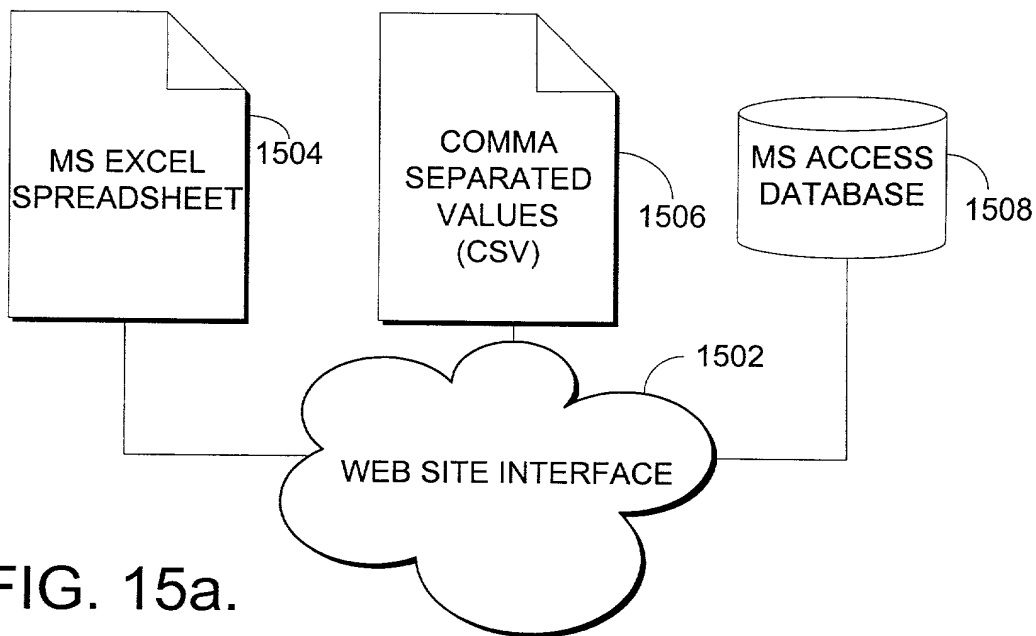 MS EXCEL
SPREADSHEET
1504
COMMA
SEPARATED
VALUES
(CSV)
1506
MS ACCESS
DATABASE
1508
1502
WEB SITE INTERFACE
FIG. 15a.